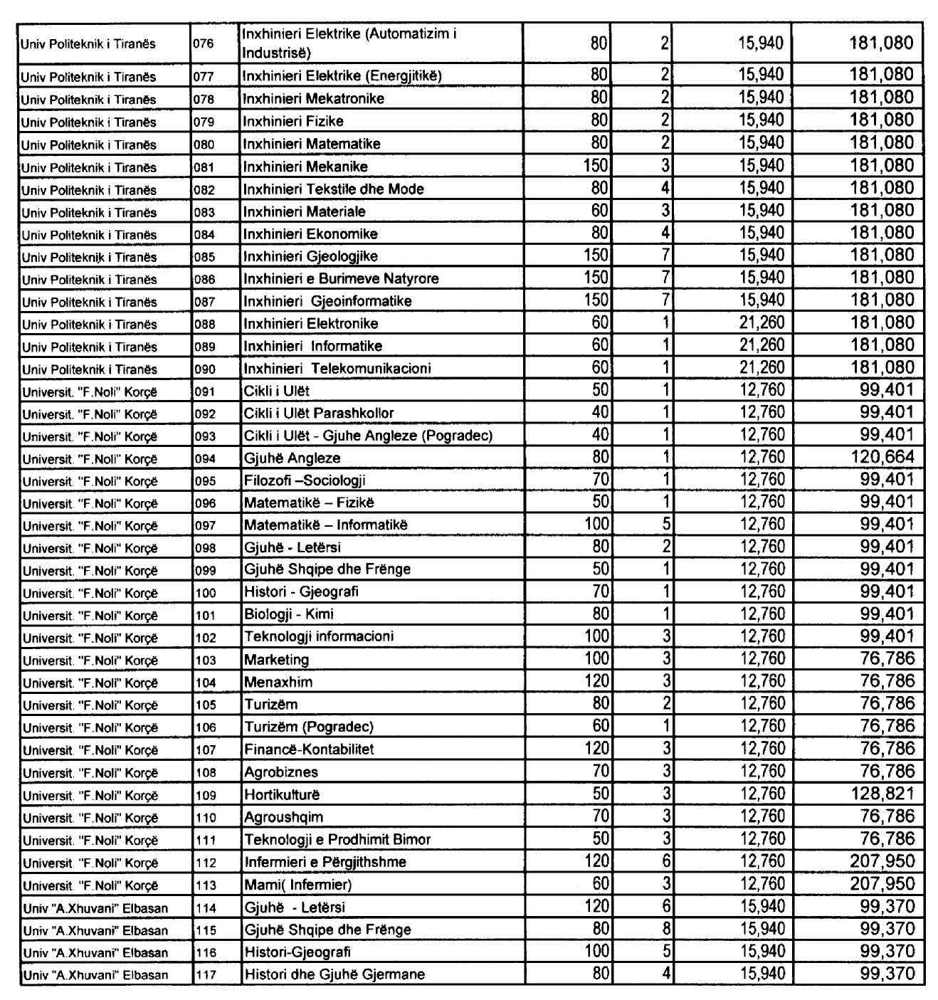 Univ Politeknik i Tiranës 076 Inxhinieri Elektrike (Automatizim i Industrisë) 80 2 15,940 181,080
Univ Politeknik i Tiranës 077 Inxhinieri Elektrike (Energjitikë) 80 2 15,940 181,080
Univ Politeknik i Tiranës 078 Inxhinieri Mekatronike 80 2 15,940 181,080
Univ Politeknik i Tiranës 079 Inxhinieri Fizike 80 2 15,940 181,080
Univ Politeknik i Tiranës 080 Inxhinieri Matematike 80 2 15,940 181,080
Univ Politeknik i Tiranës 081 Inxhinieri Mekanike 150 3 15,940 181,080
Univ Politeknik i Tiranës 082 Inxhinieri Tekstile dhe Mode 80 4 15,940 181,080
Univ Politeknik i Tiranës 083 Inxhinieri Materiale 60 3 15,940 181,080
Univ Politeknik i Tiranës 084 Inxhinieri Ekonomike 80 4 15,940 181,080
Univ Politeknik i Tiranës 085 Inxhinieri Gjeologjike 150 7 15,940 181,080
Univ Politeknik i Tiranës 086 Inxhinieri e Burimeve Natyrore 150 7 15,940 181,080
Univ Politeknik i Tiranës 087 Inxhinieri Gjeoinformatike 150 7 15,940 181,080
Univ Politeknik i Tiranës 088 Inxhinieri Elektronike 60 1 21,260 181,080
Univ Politeknik i Tiranës 089 Inxhinieri Informatike 60 1 21,260 181,080
Univ Politeknik i Tiranës 090 Inxhinieri Telekomunikacioni 60 1 21,260 181,080
Universit. "F.Noli" Korçë 091 Cikli i Ulët 50 1 12,760 99,401
Universit. "F.Noli" Korçë 092 Cikli i Ulët Parashkollor 40 1 12,760 99,401
Universit. "F.Noli" Korçë 093 Cikli i Ulët - Gjuhe Angleze (Pogradec) 40 1 12,760 99,401
Universit. "F.Noli" Korçë 094 Gjuhë Angleze 80 1 12,760 120,664
Universit. "F.Noli" Korçë 095 Filozofi –Sociologji 70 1 12,760 99,401
Universit. "F.Noli" Korçë 096 Matematikë – Fizikë 50 1 12,760 99,401
Universit. "F.Noli" Korçë 097 Matematikë – Informatikë 100 5 12,760 99,401
Universit. "F.Noli" Korçë 098 Gjuhë - Letërsi 80 2 12,760 99,401
Universit. "F.Noli" Korçë 099 Gjuhë Shqipe dhe Frënge 50 1 12,760 99,401
Universit. "F.Noli" Korçë 100 Histori - Gjeografi 70 1 12,760 99,401
Universit. "F.Noli" Korçë 101 Biologji - Kimi 80 1 12,760 99,401
Universit. "F.Noli" Korçë 102 Teknologji informacioni 100 3 12,760 99,401
Universit. "F.Noli" Korçë 103 Marketing 100 3 12,760 76,786
Universit. "F.Noli" Korçë 104 Menaxhim 120 3 12,760 76,786
Universit. "F.Noli" Korçë 105 Turizëm 80 2 12,760 76,786
Universit. "F.Noli" Korçë 106 Turizëm (Pogradec) 60 1 12,760 76,786
Universit. "F.Noli" Korçë 107 Financë-Kontabilitet 120 3 12,760 76,786
Universit. "F.Noli" Korçë 108 Agrobiznes 70 3 12,760 76,786
Universit. "F.Noli" Korçë 109 Hortikulturë 50 3 12,760 128,821
Universit. "F.Noli" Korçë 110 Agroushqim 70 3 12,760 76,786
Universit. "F.Noli" Korçë 111 Teknologji e Prodhimit Bimor 50 3 12,760 76,786
Universit. "F.Noli" Korçë 112 Infermieri e Përgjithshme 120 6 12,760 207,950
Universit. "F.Noli" Korçë 113 Mami( Infermier) 60 3 12,760 207,950
Univ "A.Xhuvani" Elbasan 114 Gjuhë - Letërsi 120 6 15,940 99,370
Univ "A.Xhuvani" Elbasan 115 Gjuhë Shqipe dhe Frënge 80 8 15,940 99,370
Univ "A.Xhuvani" Elbasan 116 Histori-Gjeografi 100 5 15,940 99,370
Univ "A.Xhuvani" Elbasan 117 Histori dhe Gjuhë Gjermane 80 4 15,940 99,370